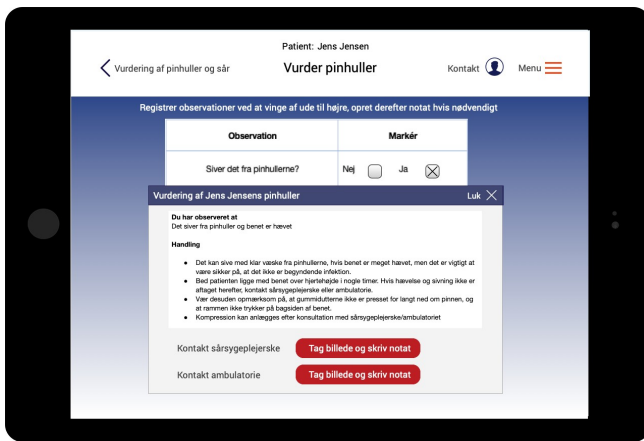 Patient: Jens Jensen
Vurdering af pinhuller og sår
Vurder pinhuller
Kontakt
Menu
Registrer observationer ved at vinge af ude til højre, opret derefter notat hvis nødvendigt
Observation
Markér
Siver det fra pinhullerne?
Nej
Ja
Vurdering af Jens Jensens pinhuller
Luk
Du har observeret at
Det siver fra pinhuller og benet er hævet
Handling
Det kan sive med klar væske fra pinhullerne, hvis benet er meget hævet, men det er vigtigt at
være sikker på, at det ikke er begyndende infektion.
Bed patienten ligge med benet over hjertehøjde i nogle timer. Hvis hævelse og sivning ikke er
aftaget herefter, kontakt sårsygeplejerske eller ambulatorie.
Vær desuden opmærksom på, at gummidutterne ikke er presset for langt ned om pinnen, og
at rammen ikke trykker på bagsiden af benet.
Kompression kan anlægges efter konsultation med sårsygeplejerske/ambulatoriet
Kontakt sårsygeplejerske
Tag billede og skriv notat
Kontakt ambulatorie
Tag billede og skriv notat